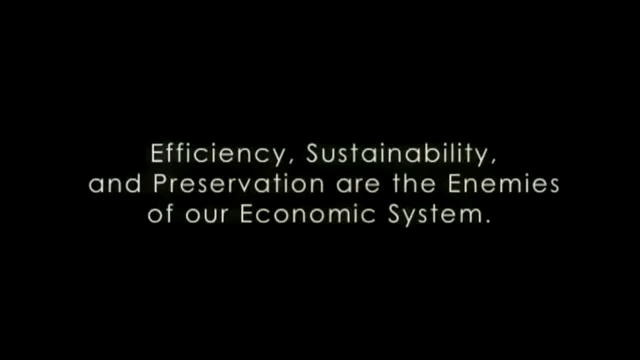 Efficiency, Sustainability,
and Preservation are the Enemies
of our Economic System.